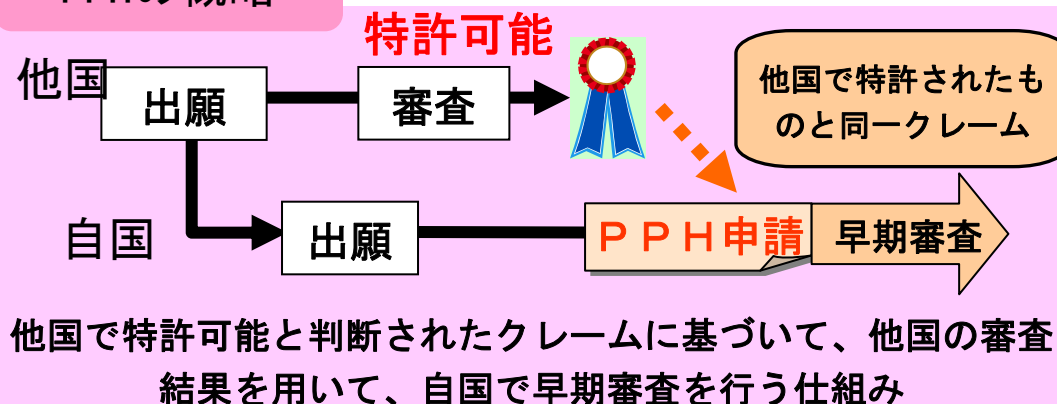 特許可能
他国
出願
審査
他国で特許されたも
のと同一クレーム
自国
出願
ＰＰＨ申請
早期審査
他国で特許可能と判断されたクレームに基づいて、他国の審査
結果を用いて、自国で早期審査を行う仕組み